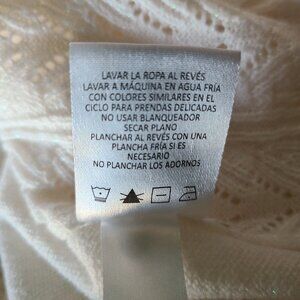 LAVAR LA ROPA AL REVÉS
LAVAR A MÁQUINA EN AGUA FRÍA
CON COLORES SIMILARES EN EL
CICLO PARA PRENDAS DELICADAS
NO USAR BLANQUEADOR
SECAR PLANO
PLANCHAR AL REVÉS CON UNA
PLANCHA FRÍA SI ES
NECESARIO
NO PLANCHAR LOS ADORNOS